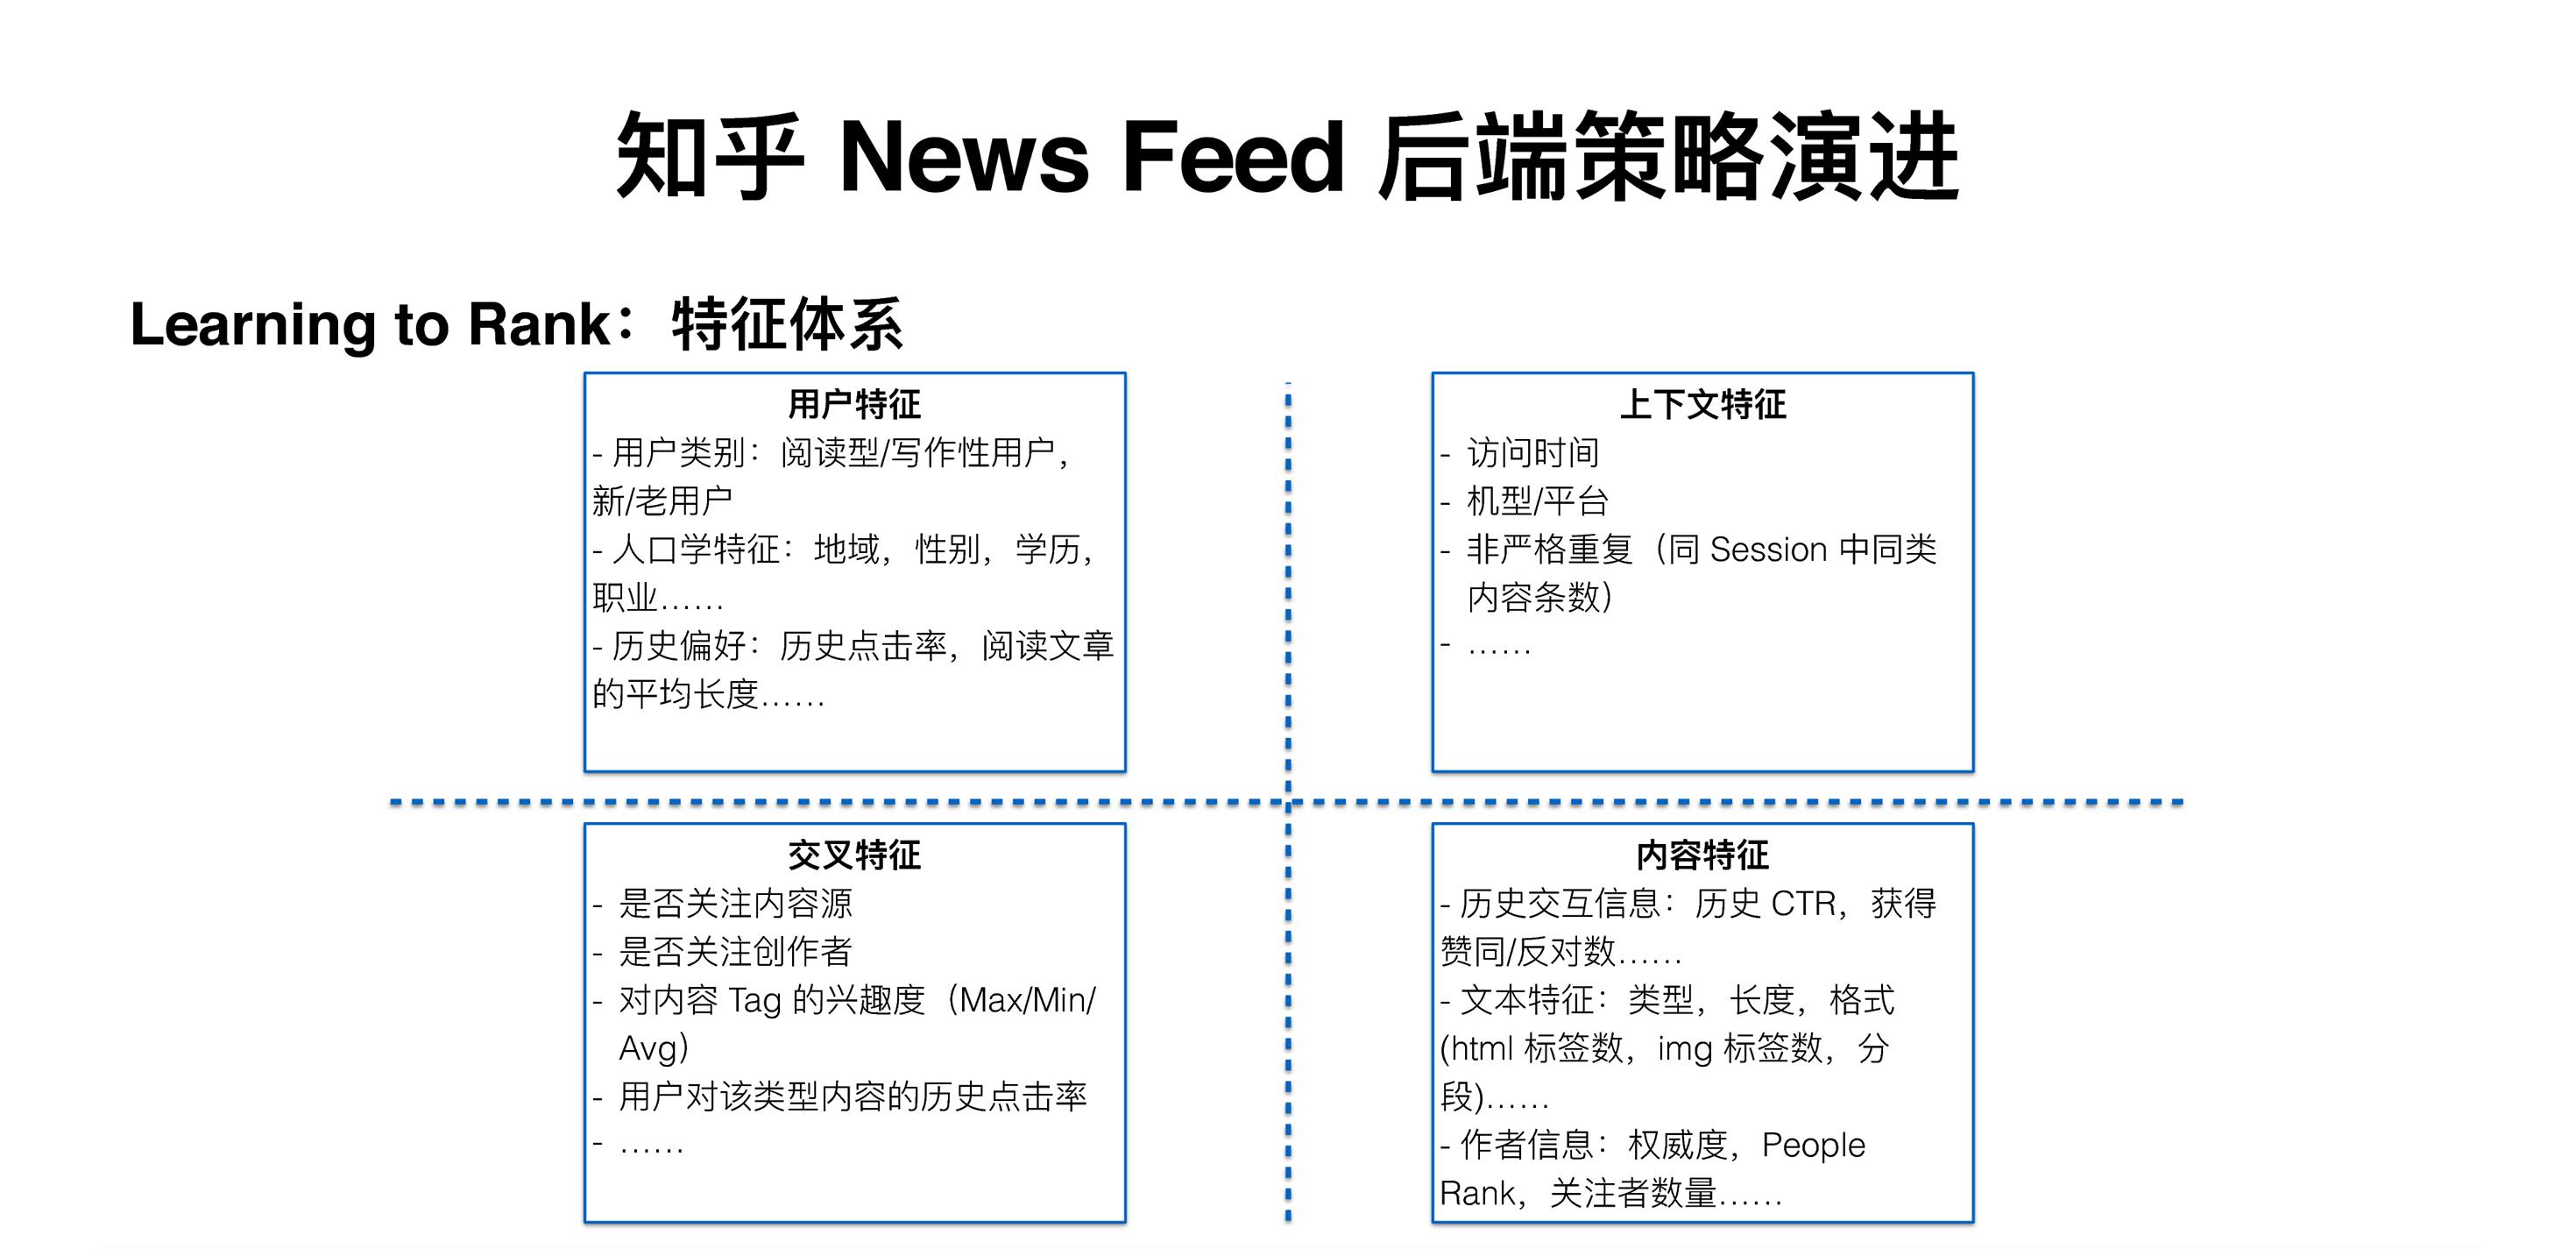 知乎 News Feed 后端策略演进
Learning to Rank：特征体系
用户特征
- 用户类别：阅读型/写作性用户，
新/老用户
- 人口学特征：地域，性别，学历，
职业……
- 历史偏好：历史点击率，阅读文章
的平均长度……
上下文特征
- 访问时间
- 机型/平台
- 非严格重复（同 Session 中同类
内容条数）
- ……
交叉特征
- 是否关注内容源
- 是否关注创作者
- 对内容 Tag 的兴趣度（Max/Min/
Avg）
- 用户对该类型内容的历史点击率
- ……
内容特征
- 历史交互信息：历史 CTR，获得
赞同/反对数……
- 文本特征：类型，长度，格式
(html 标签数，img 标签数，分
段)……
- 作者信息：权威度，People
Rank，关注者数量……